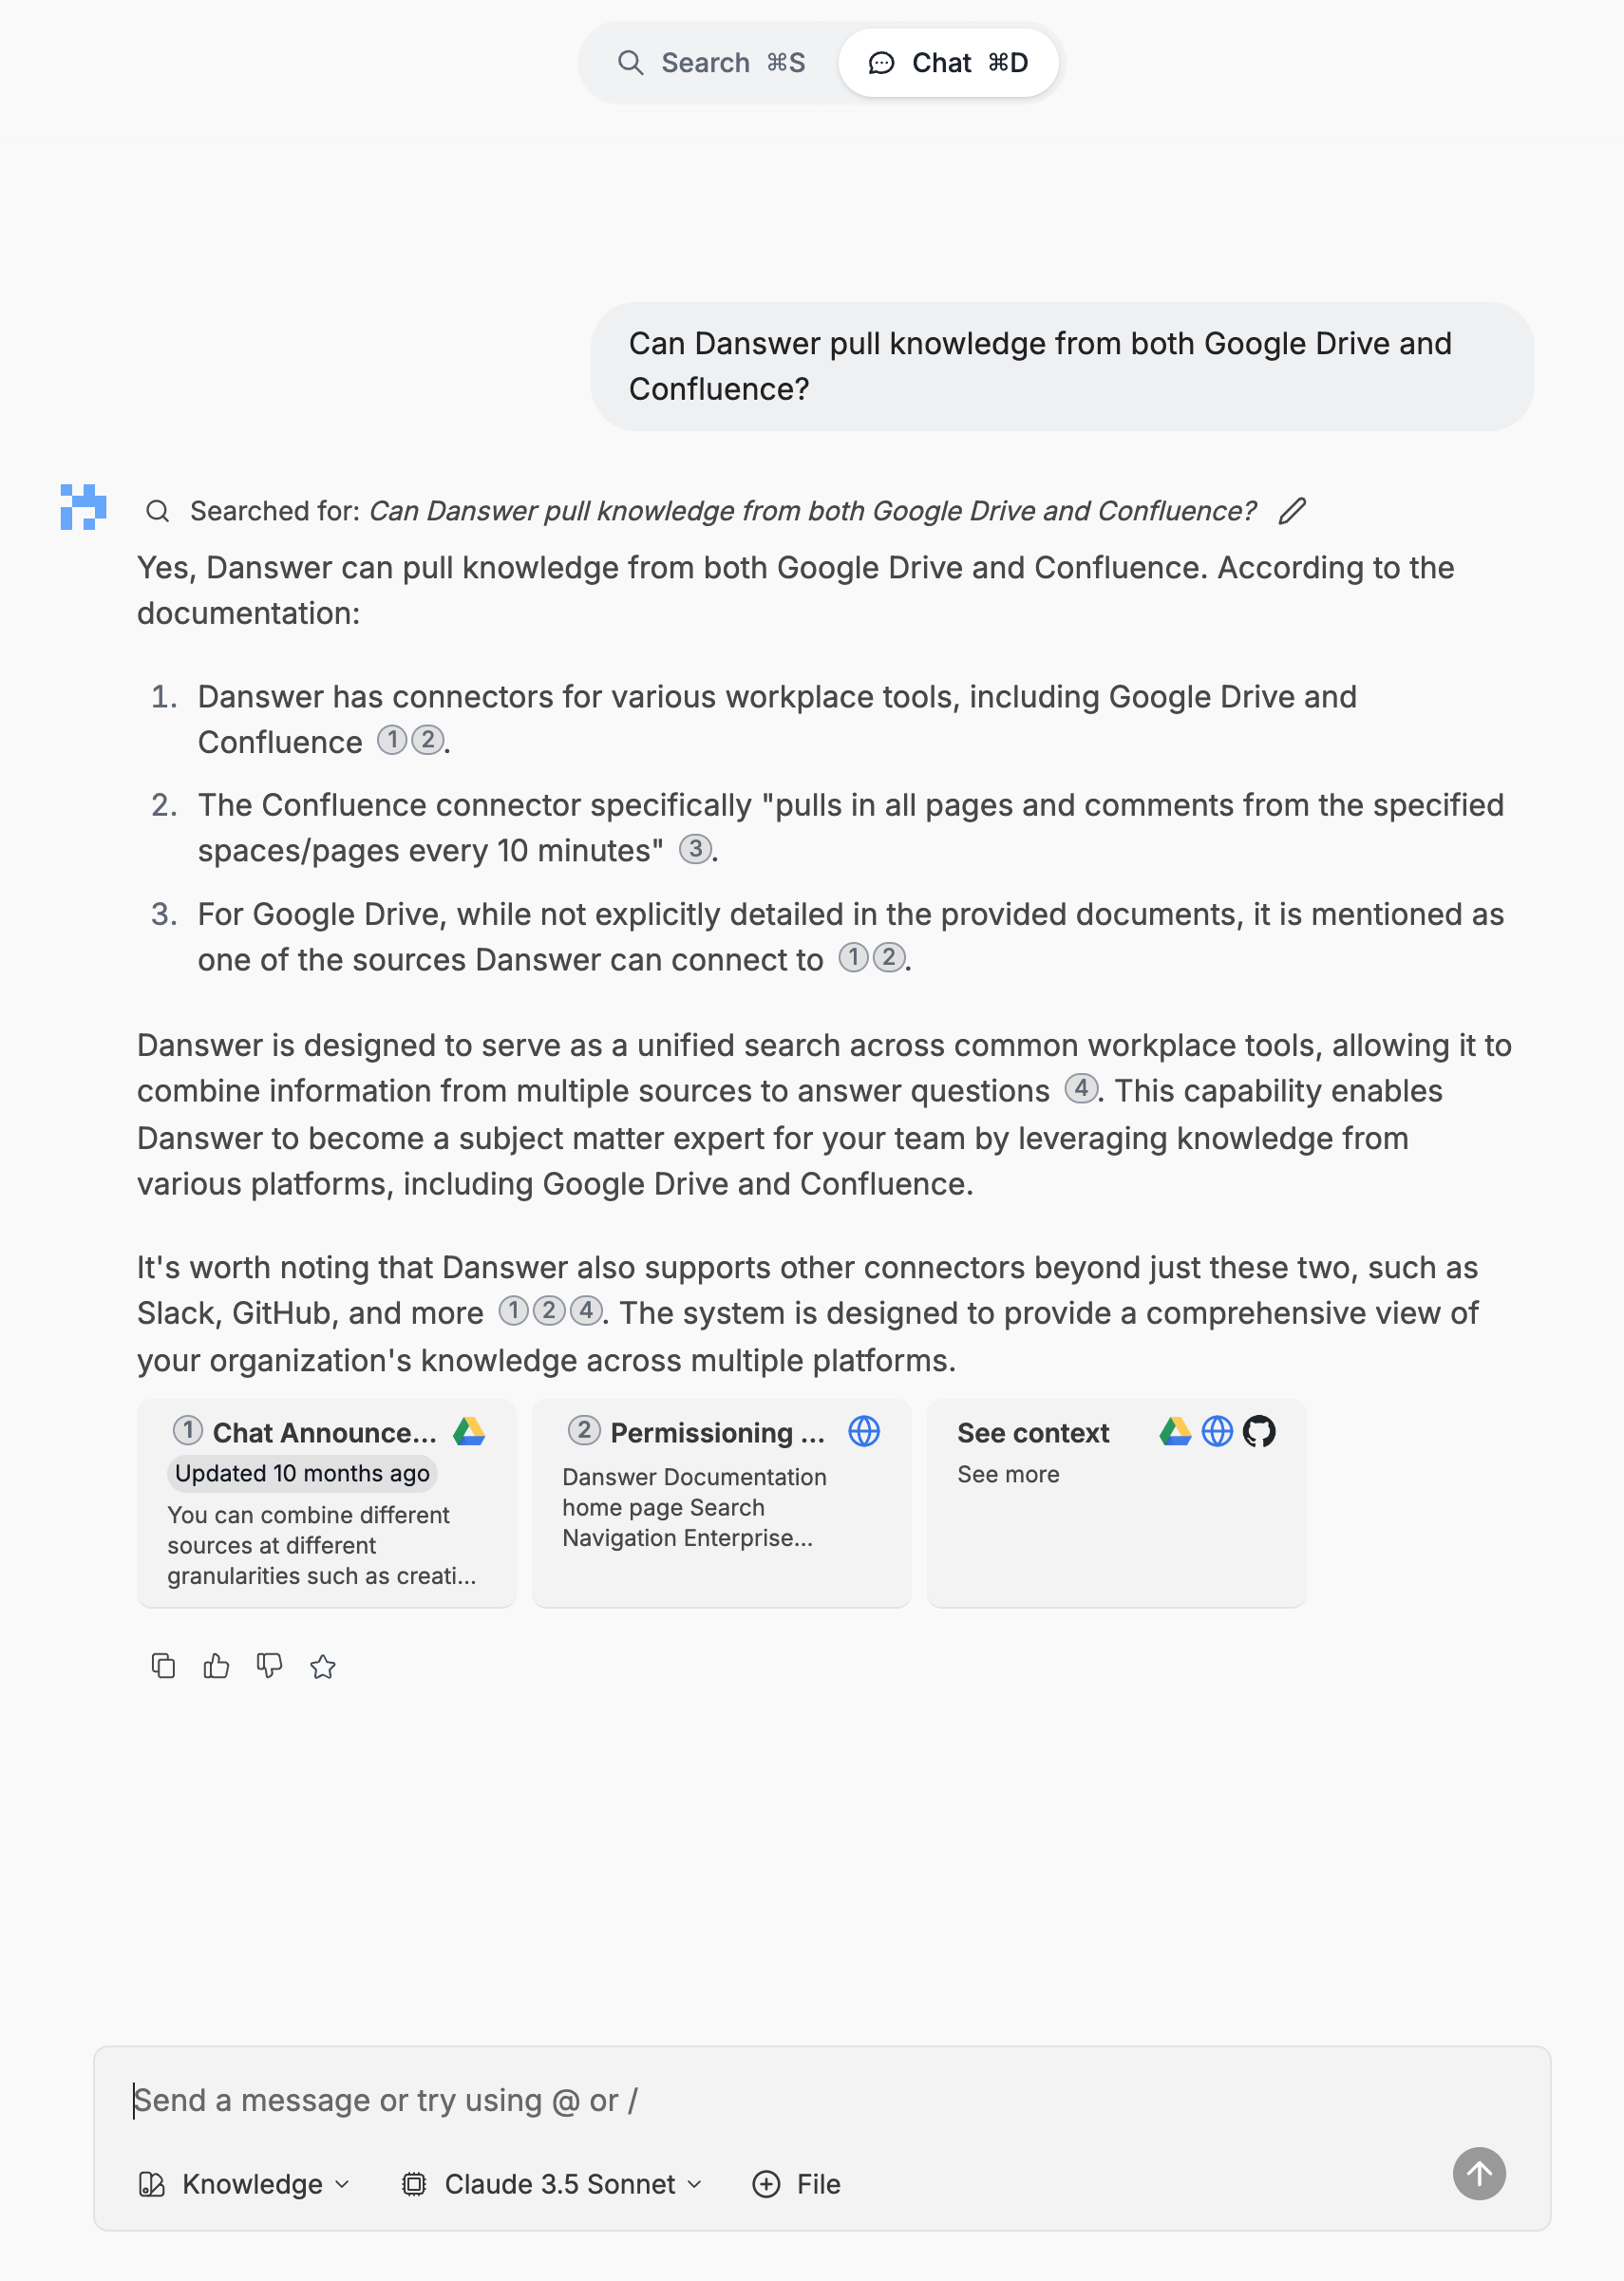 Search ⌘S Chat ⌘D
Can Danswer pull knowledge from both Google Drive and
Confluence?
Searched for: Can Danswer pull knowledge from both Google Drive and Confluence?
Yes, Danswer can pull knowledge from both Google Drive and Confluence. According to the
documentation:
1. Danswer has connectors for various workplace tools, including Google Drive and
Confluence 1 2.
2. The Confluence connector specifically "pulls in all pages and comments from the specified
spaces/pages every 10 minutes" 3.
3. For Google Drive, while not explicitly detailed in the provided documents, it is mentioned as
one of the sources Danswer can connect to 1 2.
Danswer is designed to serve as a unified search across common workplace tools, allowing it to
combine information from multiple sources to answer questions 4. This capability enables
Danswer to become a subject matter expert for your team by leveraging knowledge from
various platforms, including Google Drive and Confluence.
It's worth noting that Danswer also supports other connectors beyond just these two, such as
Slack, GitHub, and more 1 2 4. The system is designed to provide a comprehensive view of
your organization's knowledge across multiple platforms.
1 Chat Announce...
Updated 10 months ago
You can combine different
sources at different
granularities such as creati...
2 Permissioning ...
Danswer Documentation
home page Search
Navigation Enterprise...
See context
See more
Send a message or try using @ or /
Knowledge Claude 3.5 Sonnet File